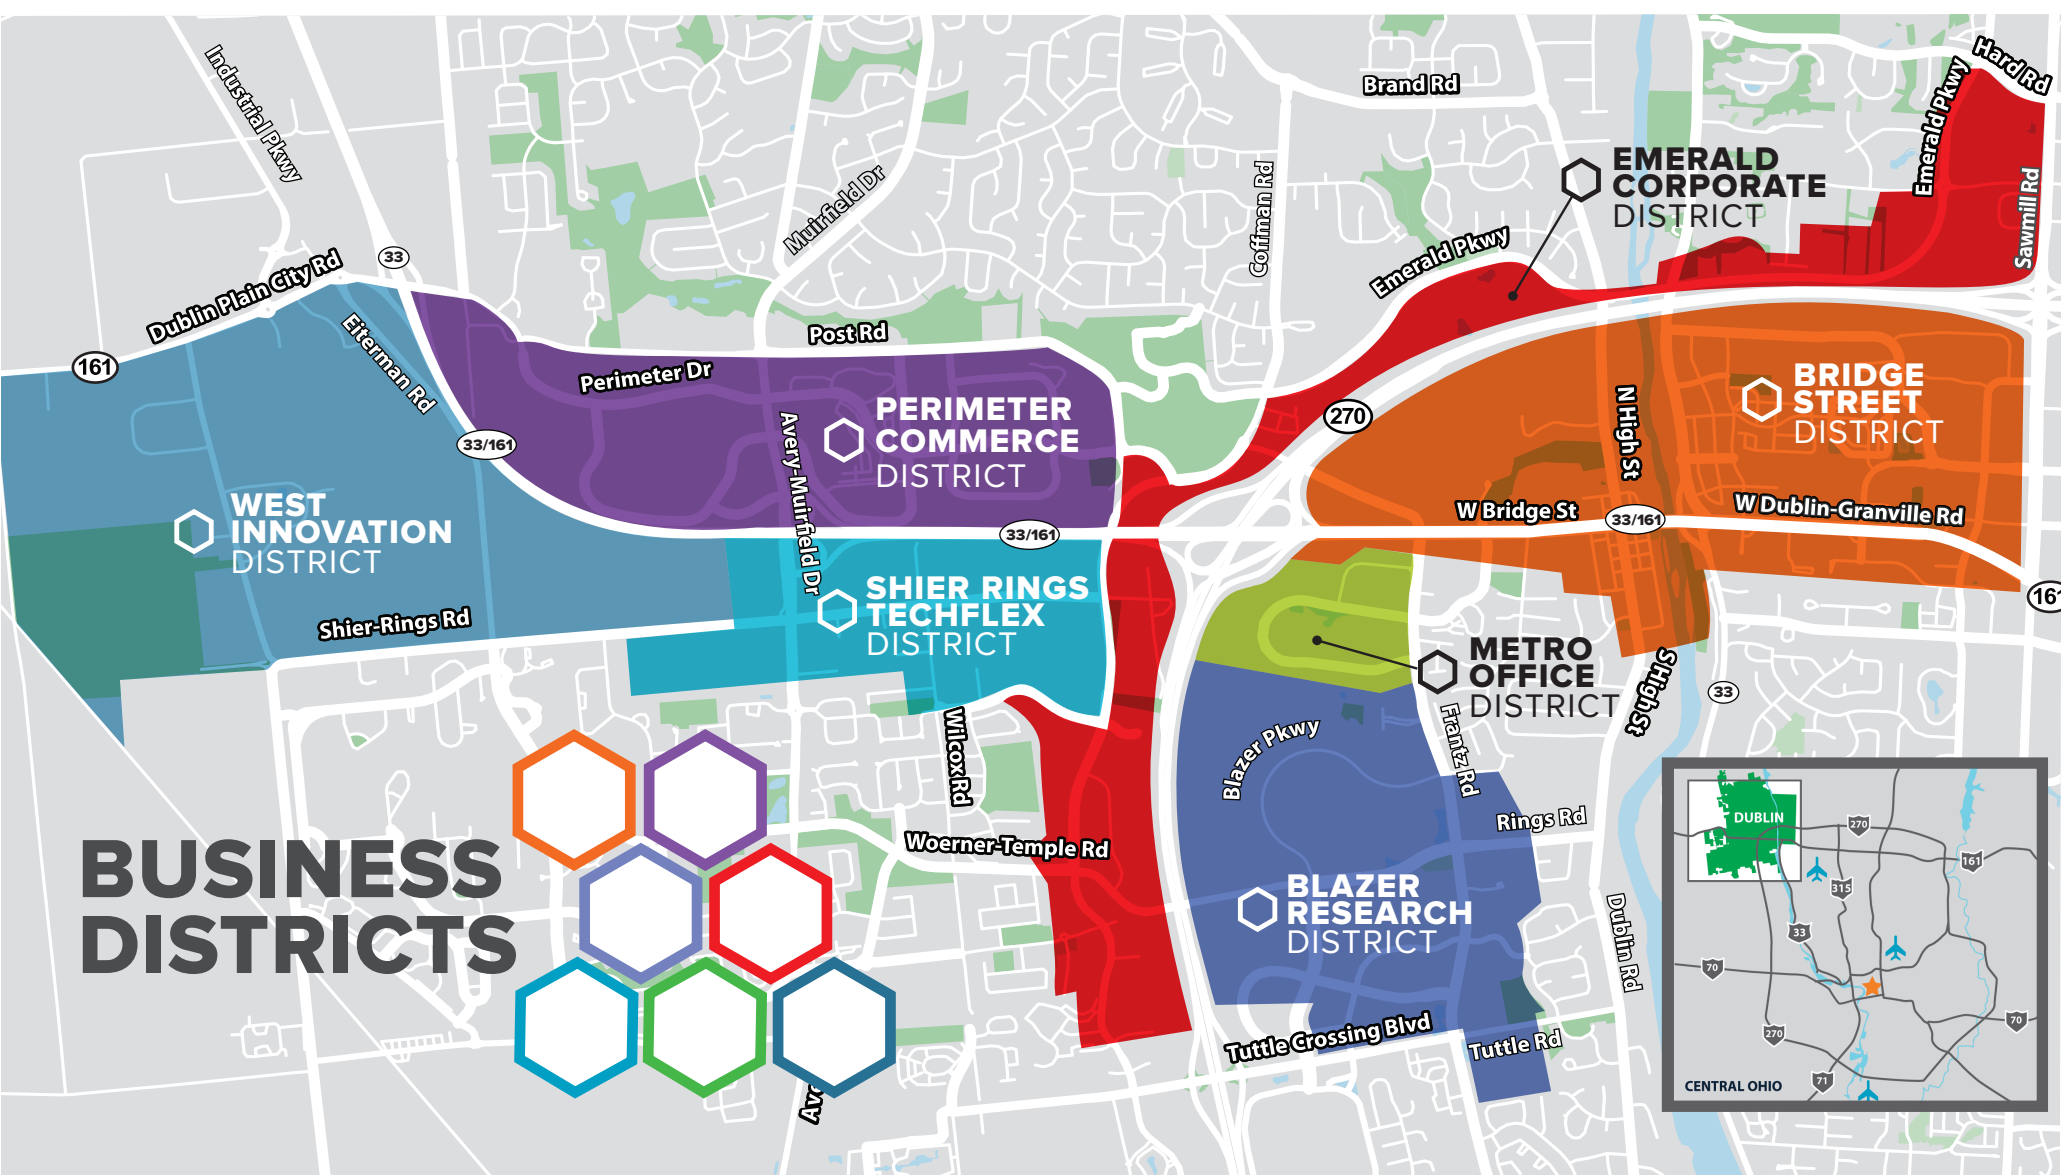 Industrial Pkwy
Brand Rd
Hard Rd
Emerald Pkwy
EMERALD
CORPORATE
DISTRICT
Muirfield Dr
Coffman Rd
Sawmill Rd
Emerald Pkwy
33
Dublin Plain City Rd
161
Eiterman Rd
Post Rd
Perimeter Dr
33/161
PERIMETER
COMMERCE
DISTRICT
Avery-Muirfield Dr
270
N High St
BRIDGE
STREET
DISTRICT
W Bridge St
33/161
W Dublin-Granville Rd
33/161
WEST
INNOVATION
DISTRICT
Shier-Rings Rd
SHIER RINGS
TECHFLEX
DISTRICT
161
METRO
OFFICE
DISTRICT
S High St
33
Frantz Rd
Blazer Pkwy
Wilcox Rd
Woerner-Temple Rd
Rings Rd
BLAZER
RESEARCH
DISTRICT
Dublin Rd
Tuttle Crossing Blvd
Tuttle Rd
Ave
BUSINESS
DISTRICTS
DUBLIN
270
161
315
33
70
70
270
71
CENTRAL OHIO